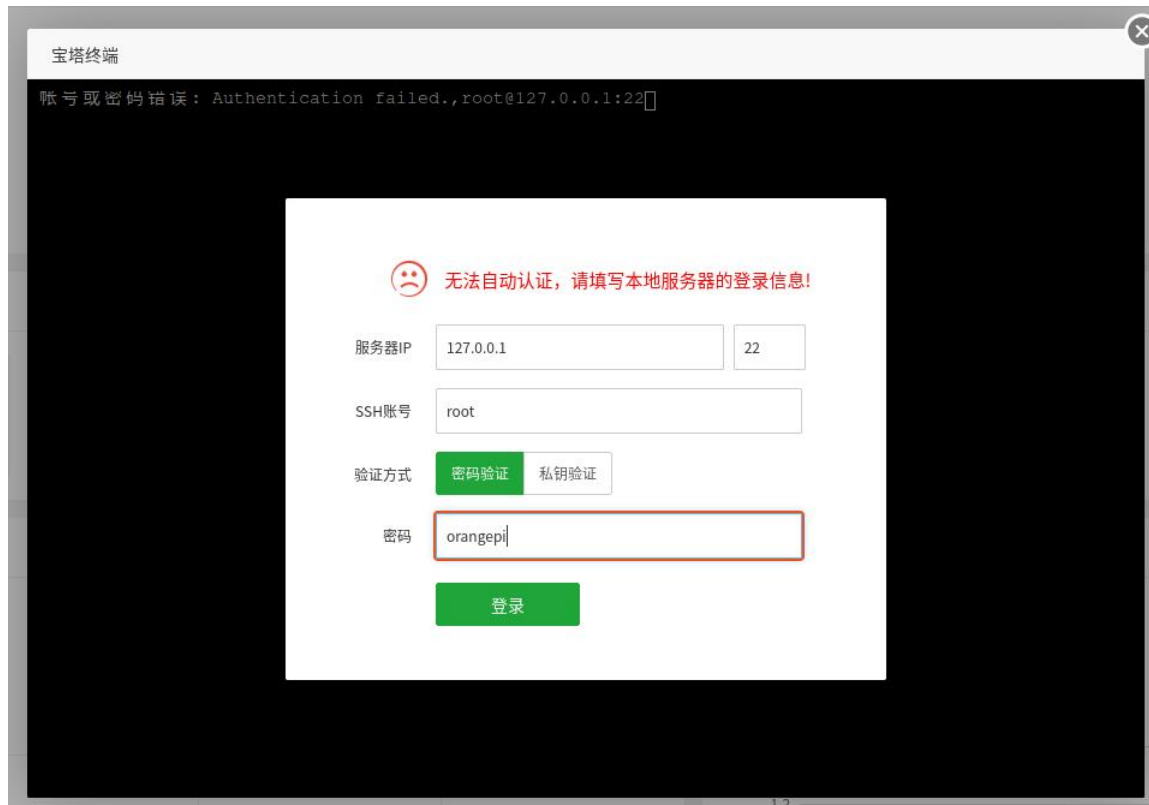 宝塔终端
账号或密码错误: Authentication failed.,root@127.0.0.1:22
无法自动认证，请填写本地服务器的登录信息!
服务器IP 127.0.0.1 22
SSH账号 root
验证方式 密码验证 私钥验证
密码 orangepi
登录